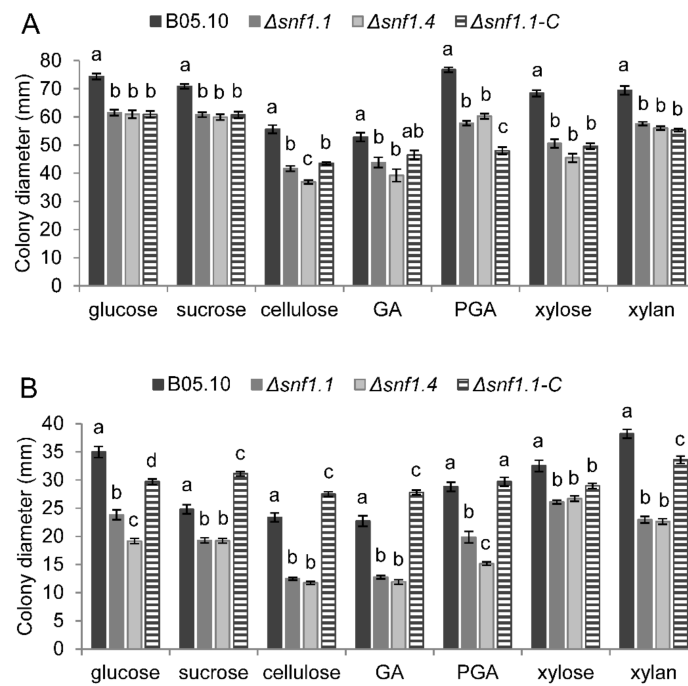 A
B05.10 Δsnf1.1 Δsnf1.4 Δsnf1.1-C
Colony diameter (mm)
80
70
60
50
40
30
20
10
0
a b b b
a b b b
a b c b
a b b ab
a b b c
a b b b
a b b b
glucose sucrose cellulose GA PGA xylose xylan
B
B05.10 Δsnf1.1 Δsnf1.4 Δsnf1.1-C
Colony diameter (mm)
40
35
30
25
20
15
10
5
0
a b c d
a b b c
a b b c
a b b c
a b c a
a b b b
a b b c
glucose sucrose cellulose GA PGA xylose xylan